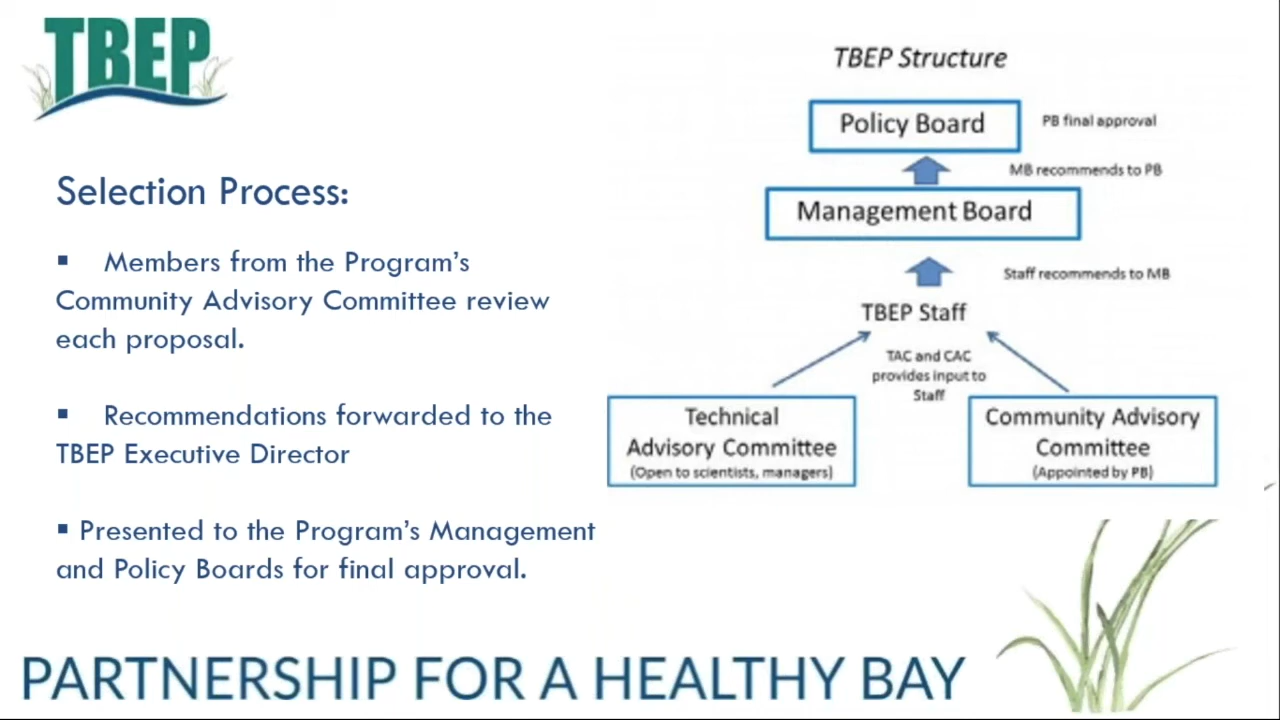 TBEP
Selection Process:
▪ Members from the Program's
Community Advisory Committee review
each proposal.
▪ Recommendations forwarded to the
TBEP Executive Director
▪ Presented to the Program's Management
and Policy Boards for final approval.
TBEP Structure
Policy Board
PB final approval
MB recommends to PB
Management Board
Staff recommends to MB
TBEP Staff
TAC and CAC
provides input to
Staff
Technical
Advisory Committee
(Open to scientists, managers)
Community Advisory
Committee
(Appointed by PB)
PARTNERSHIP FOR A HEALTHY BAY